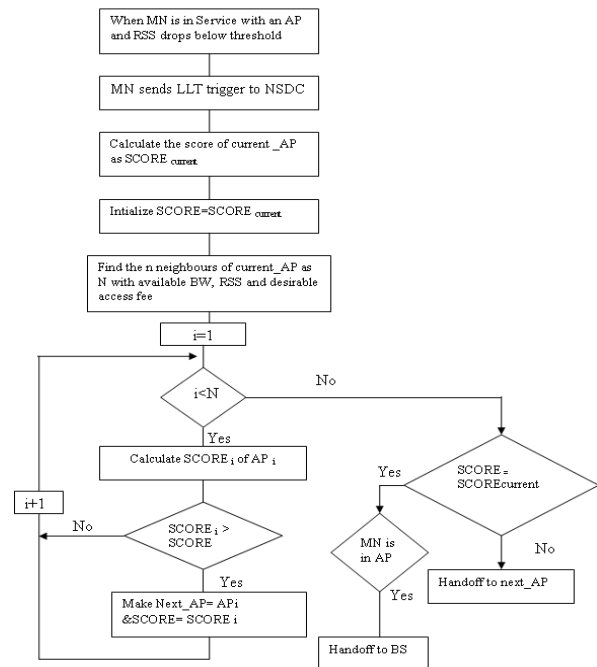 When MN is in Service with an AP
and RSS drops below threshold
MN sends LLT trigger to NSDC
Calculate the score of current _AP
as SCORE current
Intialize SCORE=SCORE current
Find the n neighbours of current_AP as
N with available BW, RSS and desirable
access fee
i=1
i<N
No
Yes
Calculate SCORE i of AP i
i+1
No
SCORE i >
SCORE
Yes
Make Next_AP= APi
&SCORE= SCORE i
SCORE =
SCOREcurrent
Yes
No
MN is
in AP
Yes
Handoff to next_AP
Handoff to BS